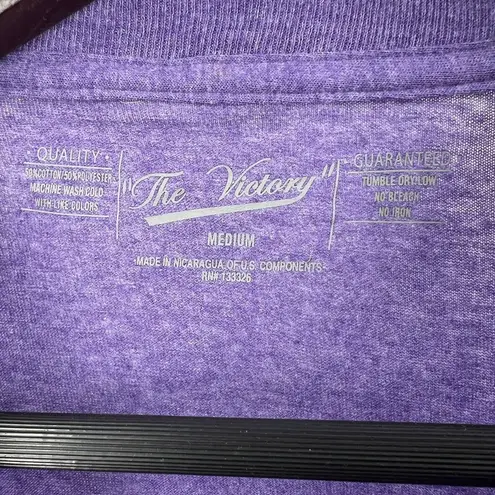 QUALITY
50%COTTON/50%POLYESTER
MACHINE WASH COLD
WITH LIKE COLORS
"The Victory"
MEDIUM
GUARANTEED
TUMBLE DRY LOW
NO BLEACH
NO IRON
-MADE IN NICARAGUA OF U.S. COMPONENTS-
RN# 133326